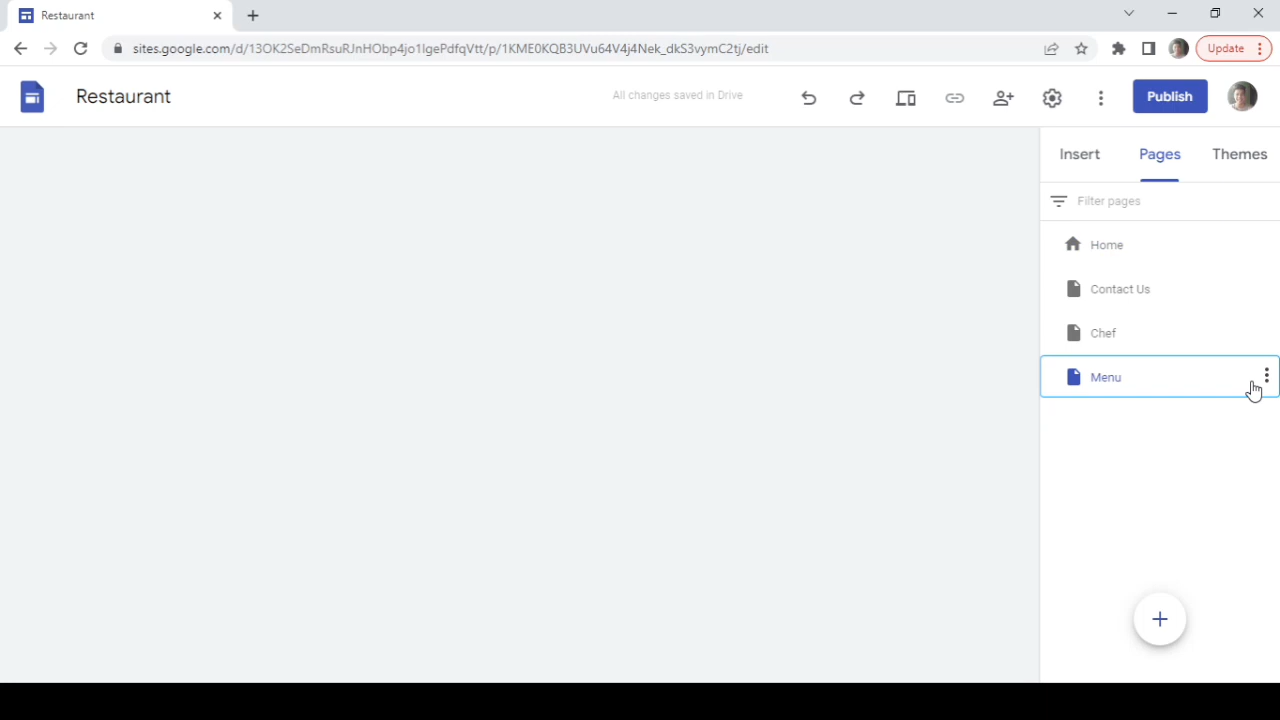 Restaurant
sites.google.com/d/13OK2SeDmRsuRJnHObp4jo1IgePdfqVtt/p/1KME0KQB3UVu64V4j4Nek_dkS3vymC2tj/edit
Update
Restaurant
All changes saved in Drive
Publish
Insert Pages Themes
Filter pages
Home
Contact Us
Chef
Menu